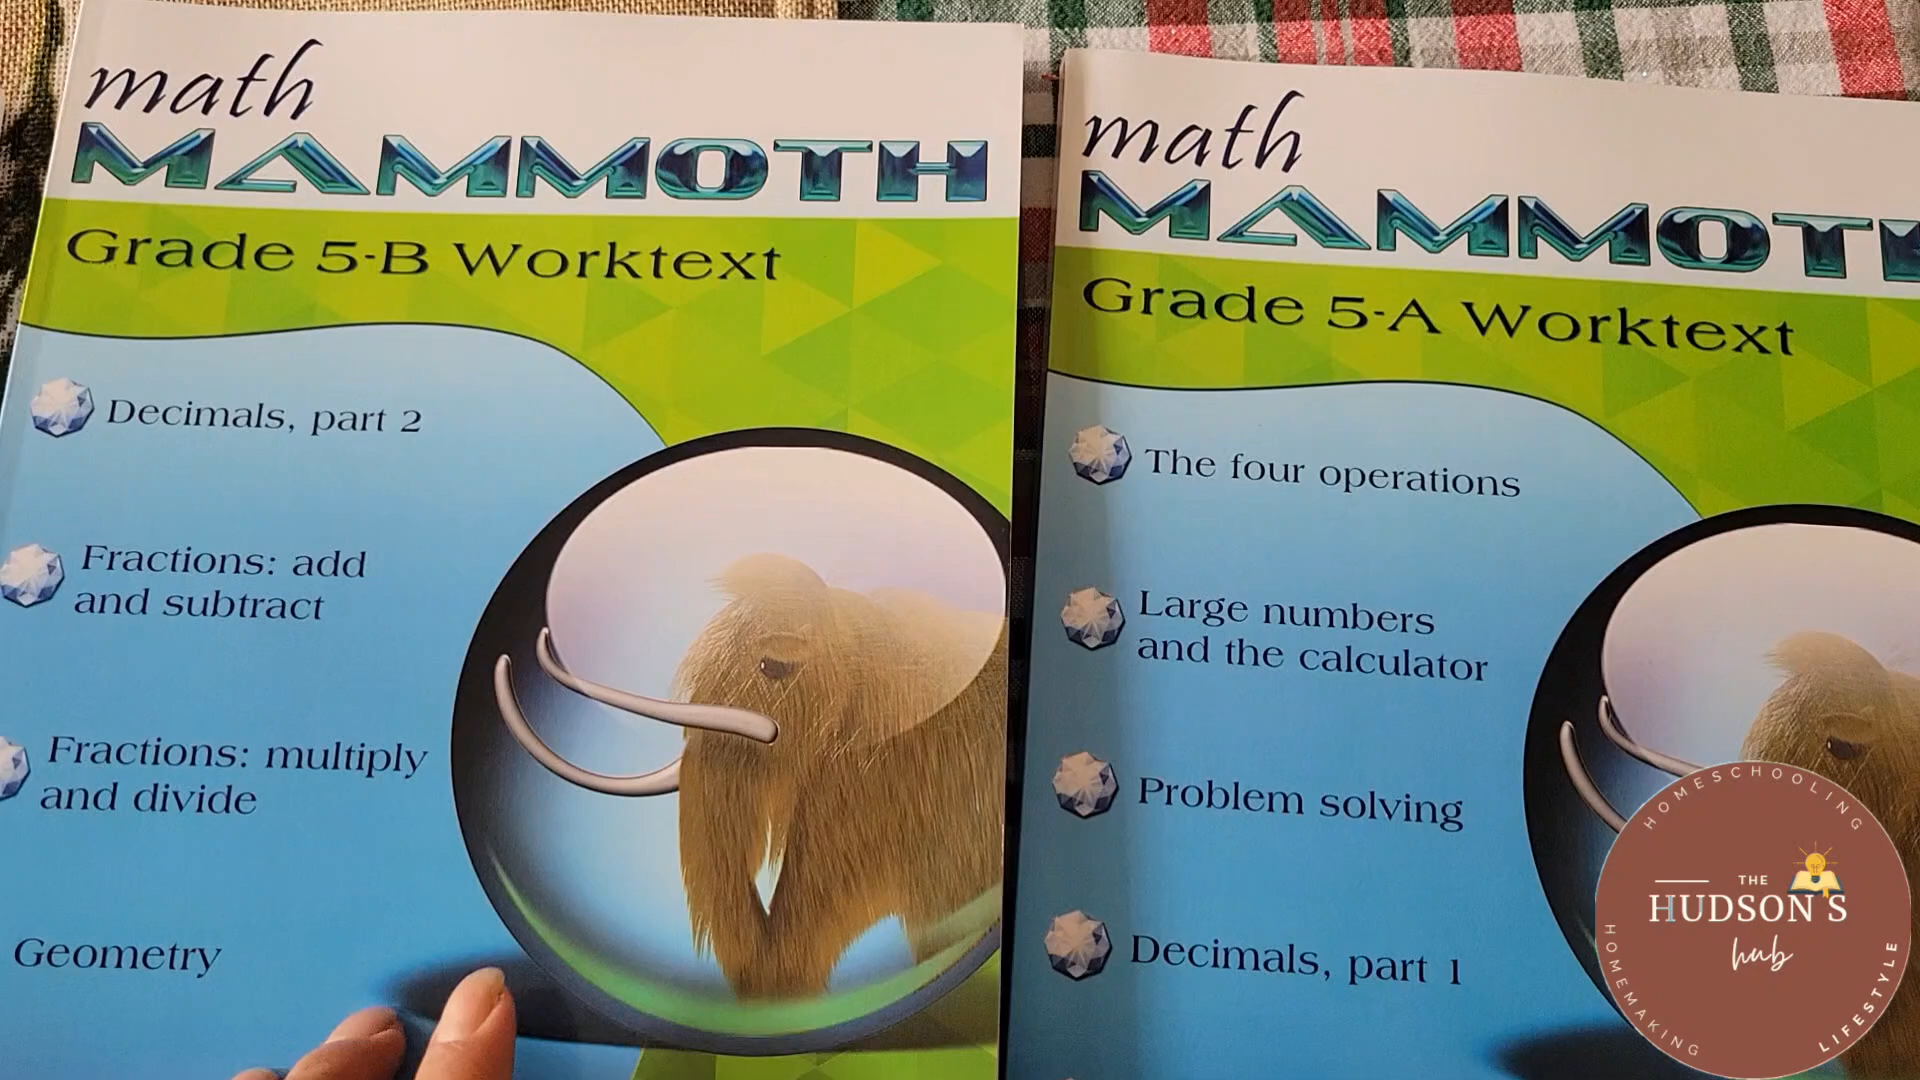 math
MAMMOTH
Grade 5-B Worktext
Decimals, part 2
Fractions: add
and subtract
Fractions: multiply
and divide
Geometry
math
Grade 5-A Worktext
The four operations
Large numbers
and the calculator
Problem solving
Decimals, part 1
HOMESCHOOLING
THE
HUDSON'S
hub
HOMEMAKING
LIFESTYLE